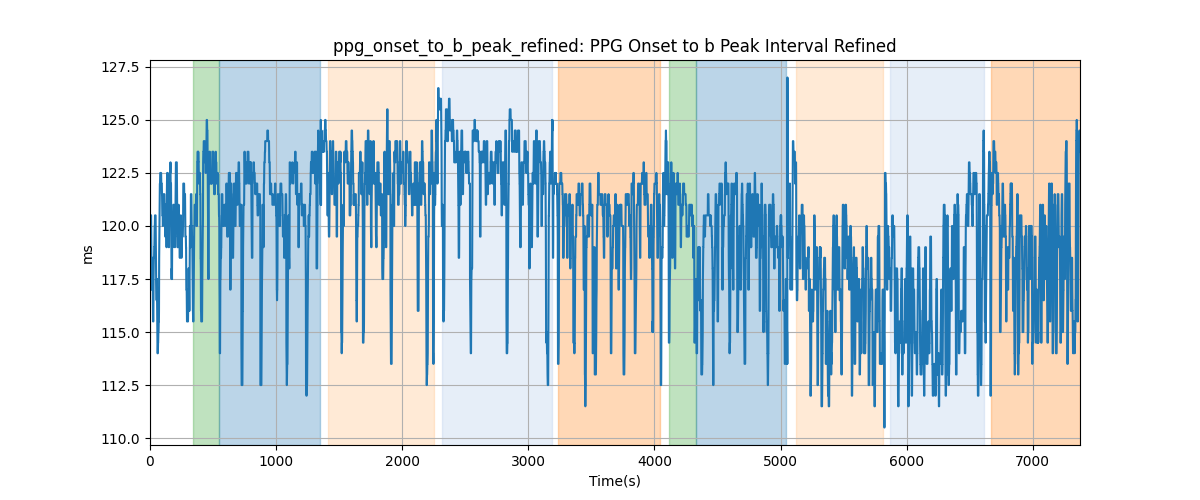 ppg_onset_to_b_peak_refined: PPG Onset to b Peak Interval Refined
127.5
125.0
122.5
120.0
117.5
115.0
112.5
110.0
ms
0 1000 2000 3000 4000 5000 6000 7000
Time(s)